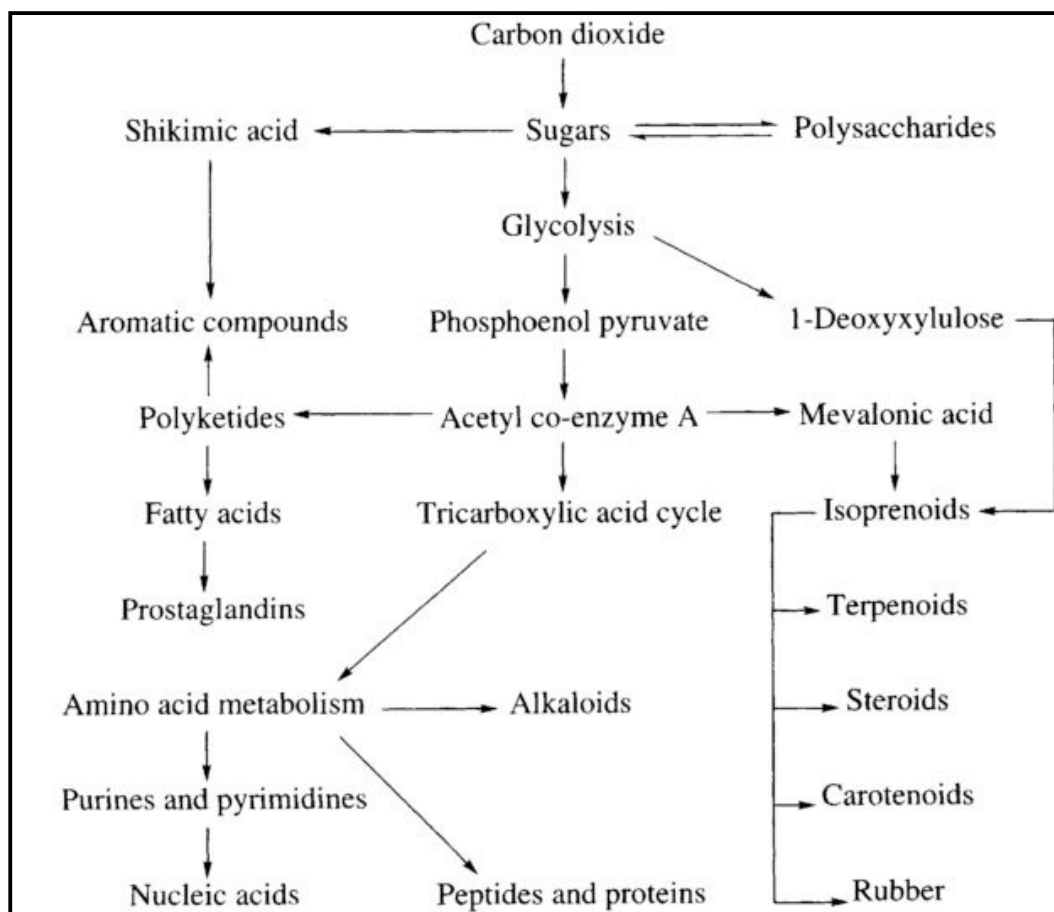 Carbon dioxide
Shikimic acid Sugars Polysaccharides
Glycolysis
Aromatic compounds Phosphoenol pyruvate 1-Deoxyxylulose
Polyketides Acetyl co-enzyme A Mevalonic acid
Fatty acids Tricarboxylic acid cycle Isoprenoids
Prostaglandins Terpenoids
Amino acid metabolism Alkaloids Steroids
Purines and pyrimidines Carotenoids
Nucleic acids Peptides and proteins Rubber